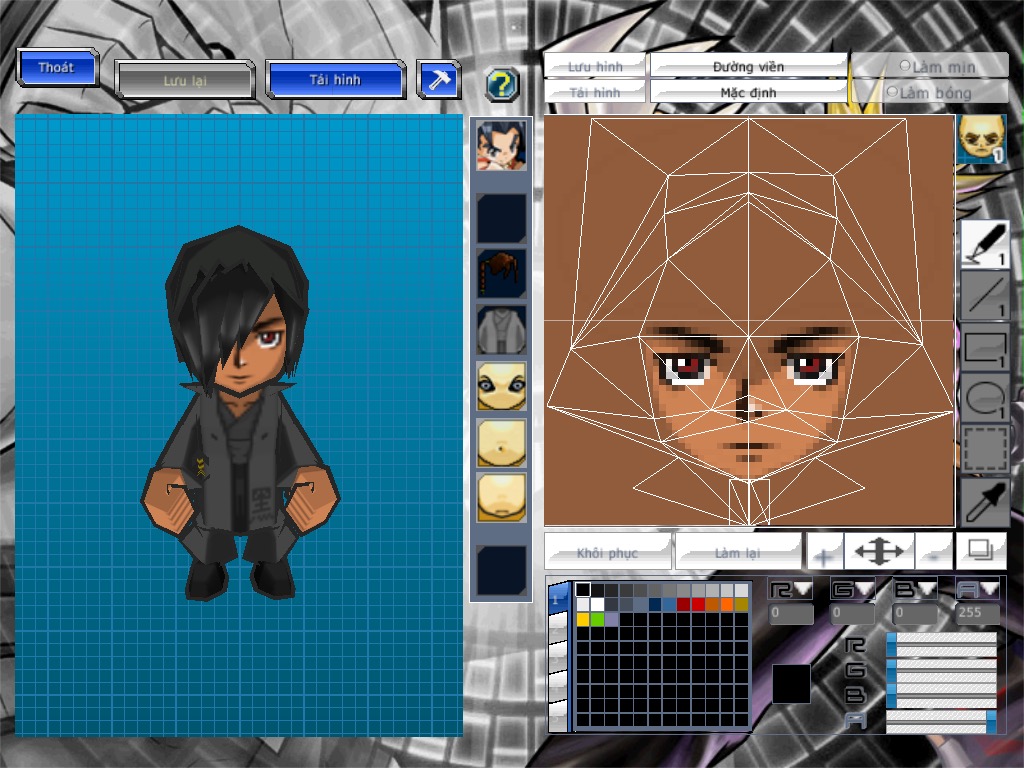 Thoát
Lưu lại
Tải hình
?
Lưu hình
Đường viền
Làm mịn
Tải hình
Mặc định
Làm bóng
1
1
1
1
1
Khôi phục
Làm lại
+
-
1
R
G
B
A
0
0
0
255
R
G
B
A